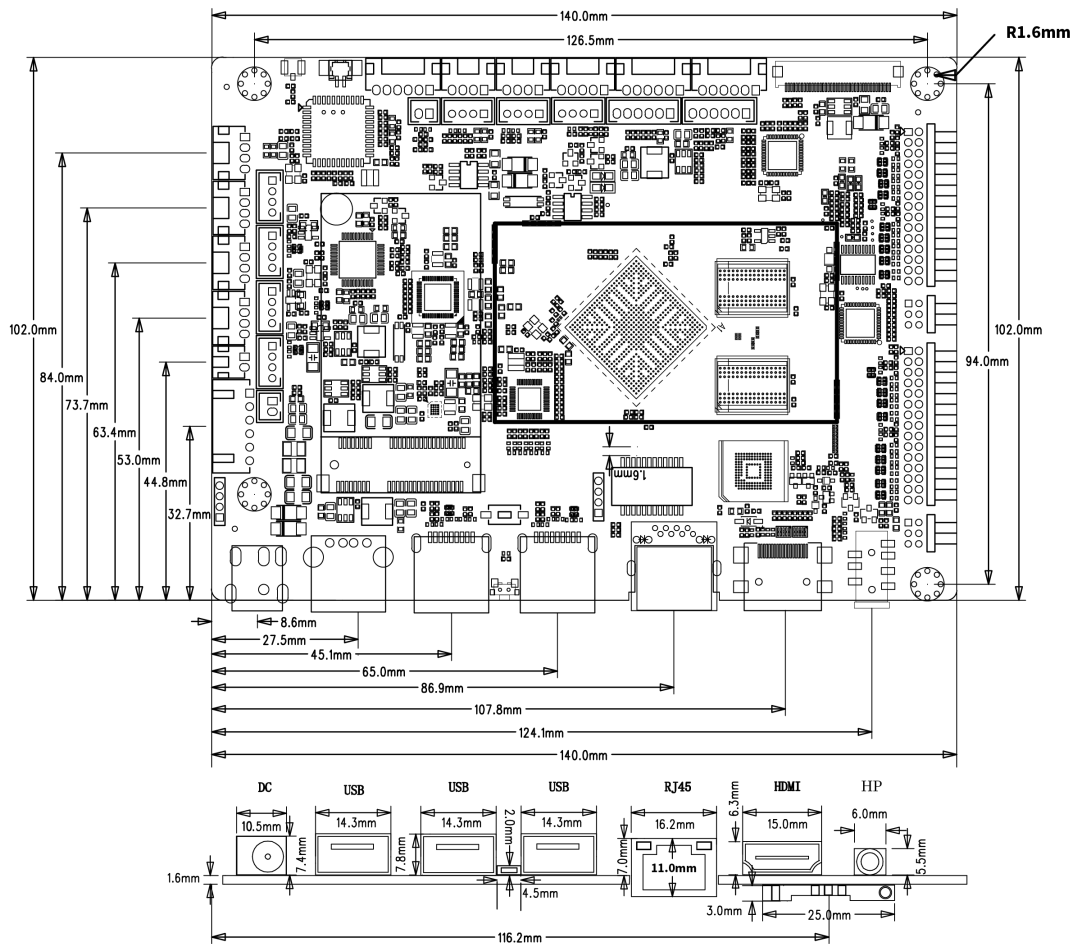 140.0mm
126.5mm
R1.6mm
102.0mm
84.0mm
73.7mm
63.4mm
53.0mm
44.8mm
32.7mm
102.0mm
94.0mm
A1
1.6mm
8.6mm
27.5mm
45.1mm
65.0mm
86.9mm
107.8mm
124.1mm
140.0mm
DC USB USB USB RJ45 HDMI HP
10.5mm 14.3mm 14.3mm 14.3mm 16.2mm 15.0mm 6.0mm
7.4mm 7.8mm 2.0mm 7.0mm 11.0mm 6.3mm 5.5mm
1.6mm 4.5mm 3.0mm 25.0mm
116.2mm